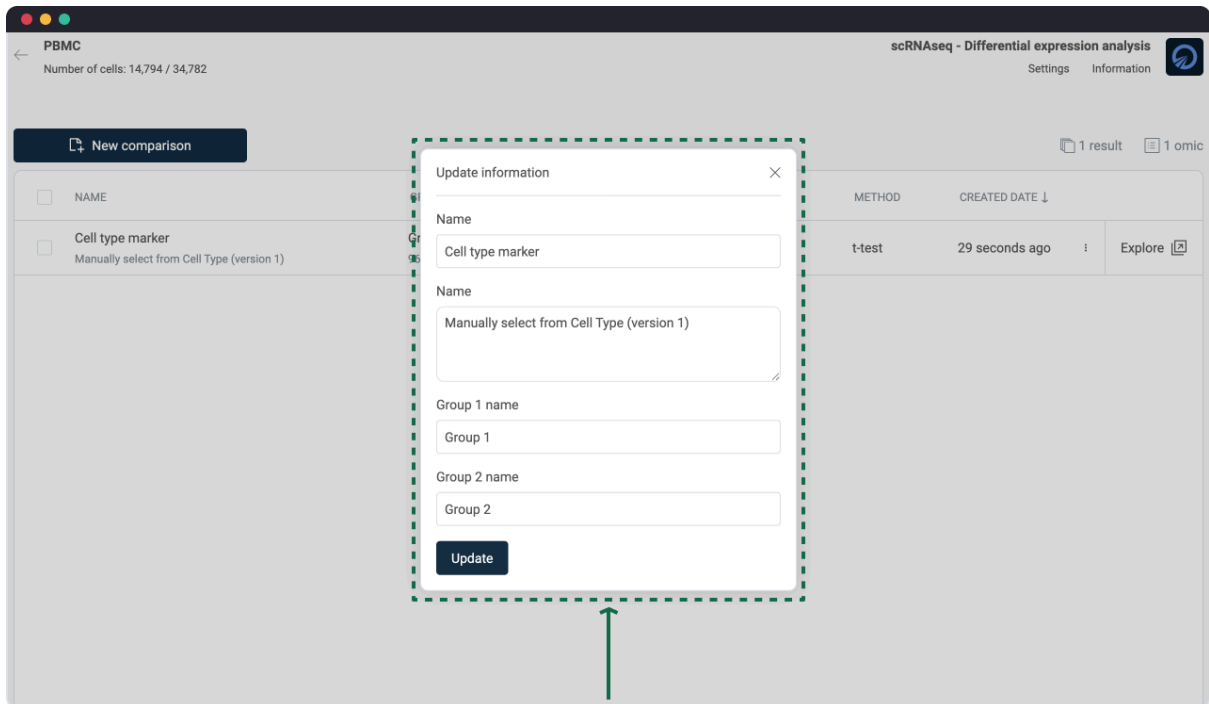 PBMC
Number of cells: 14,794 / 34,782
scRNAseq - Differential expression analysis
Settings Information
New comparison
1 result 1 omic
NAME METHOD CREATED DATE ↓
Cell type marker
Manually select from Cell Type (version 1)
t-test 29 seconds ago Explore
Update information
Name
Cell type marker
Name
Manually select from Cell Type (version 1)
Group 1 name
Group 1
Group 2 name
Group 2
Update